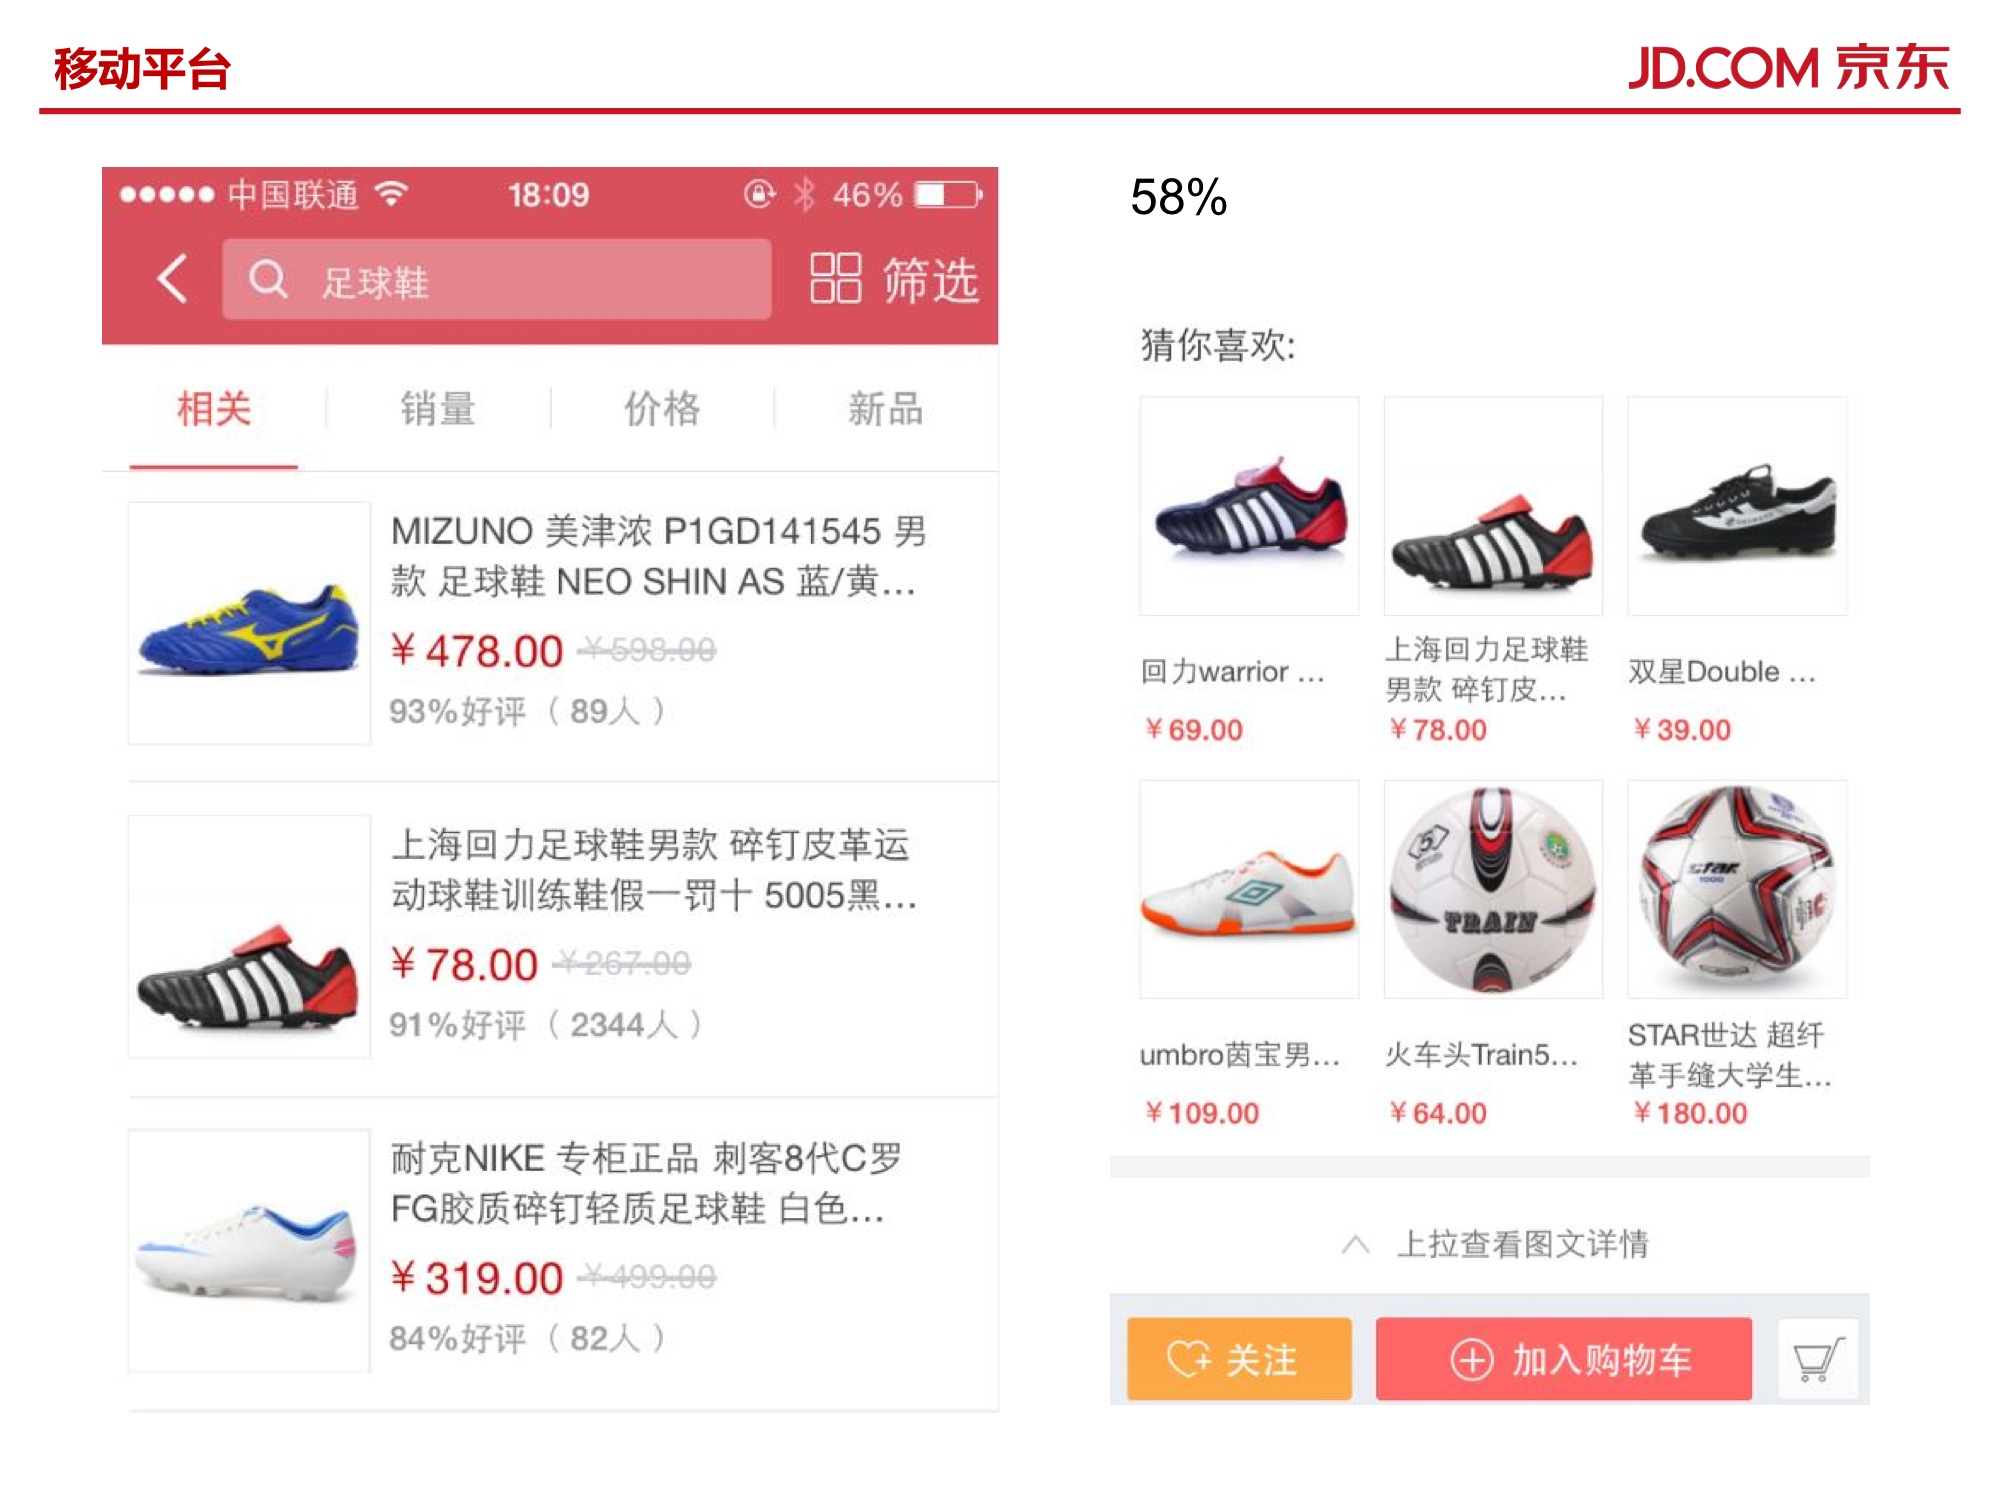 移动平台
JD.COM 京东
中国联通 18:09 46%
足球鞋 筛选
相关 销量 价格 新品
MIZUNO 美津浓 P1GD141545 男
款 足球鞋 NEO SHIN AS 蓝/黄...
¥478.00 ¥598.00
93%好评（89人）
上海回力足球鞋男款 碎钉皮革运
动球鞋训练鞋假一罚十 5005黑...
¥78.00 ¥267.00
91%好评（2344人）
耐克NIKE 专柜正品 刺客8代C罗
FG胶质碎钉轻质足球鞋 白色...
¥319.00 ¥499.00
84%好评（82人）
58%
猜你喜欢:
回力warrior ...
¥69.00
上海回力足球鞋
男款 碎钉皮...
¥78.00
双星Double ...
¥39.00
5
TRAIN
star
1000
umbro茵宝男...
¥109.00
火车头Train5...
¥64.00
STAR世达 超纤
革手缝大学生...
¥180.00
上拉查看图文详情
关注 加入购物车